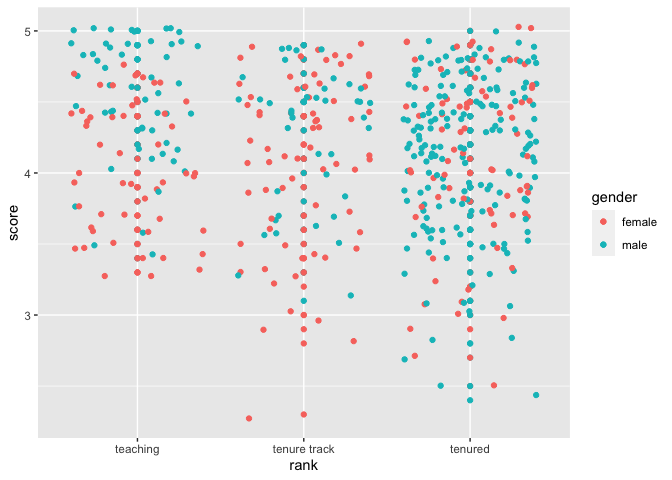 5
4
3
score
teaching
tenure track
tenured
rank
gender
female
male